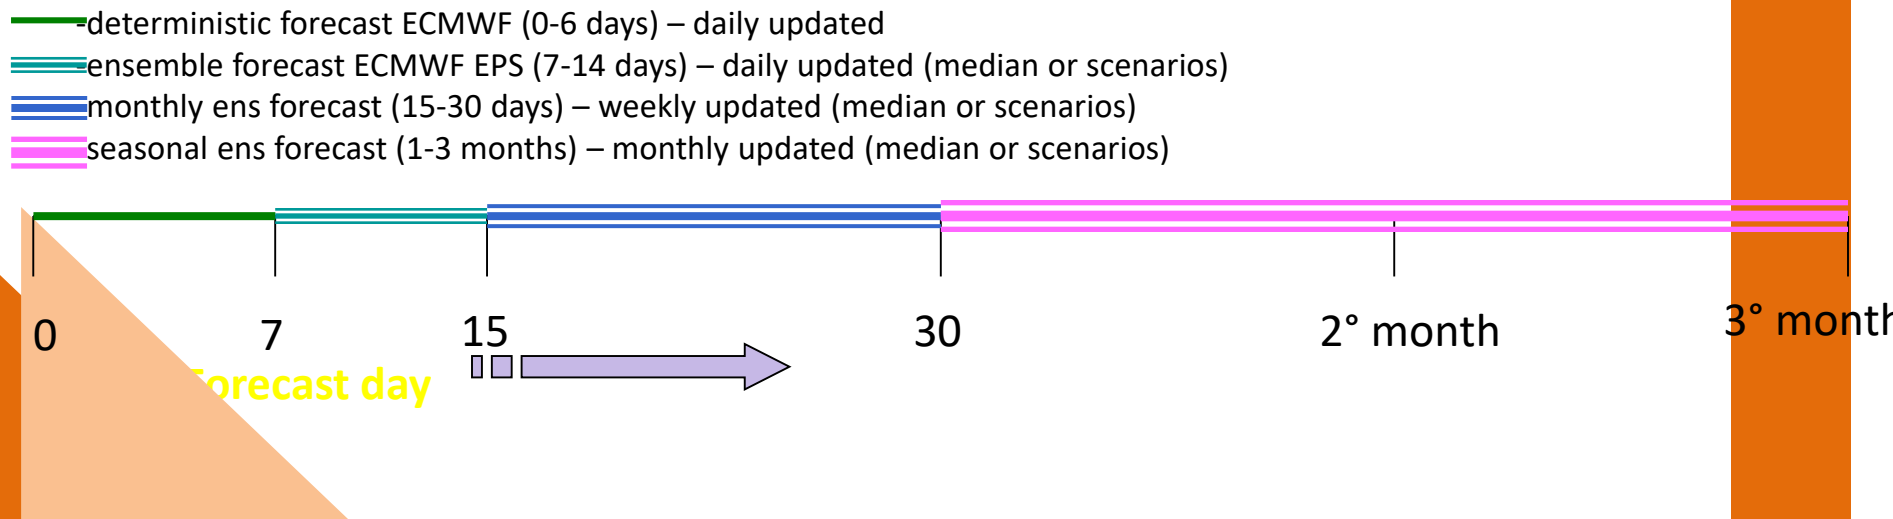 -deterministic forecast ECMWF (0-6 days) – daily updated
-ensemble forecast ECMWF EPS (7-14 days) – daily updated (median or scenarios)
monthly ens forecast (15-30 days) – weekly updated (median or scenarios)
seasonal ens forecast (1-3 months) – monthly updated (median or scenarios)
0 7 15 30 2° month 3° month
Forecast day